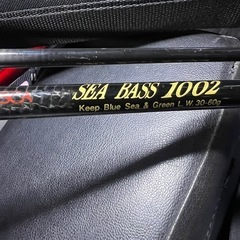 SEA BASS 1002
Keep Blue Sea & Green L.W. 30-60g